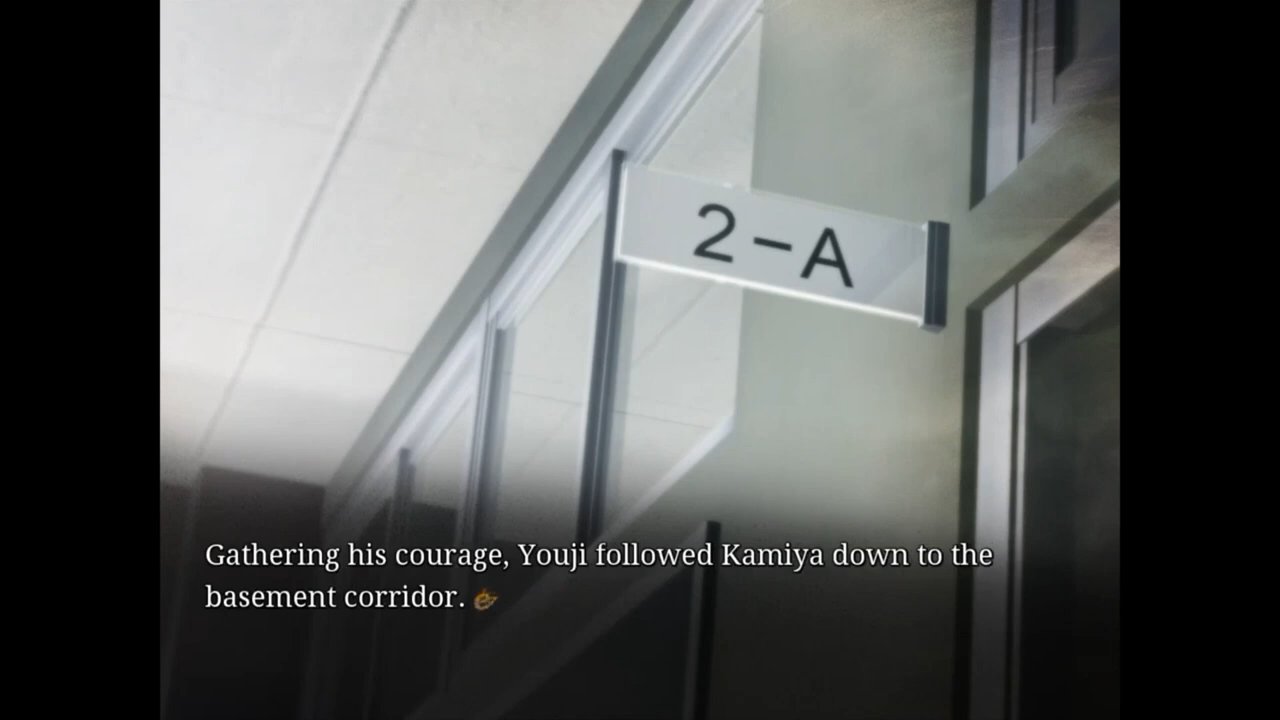 2-A
Gathering his courage, Youji followed Kamiya down to the
basement corridor.